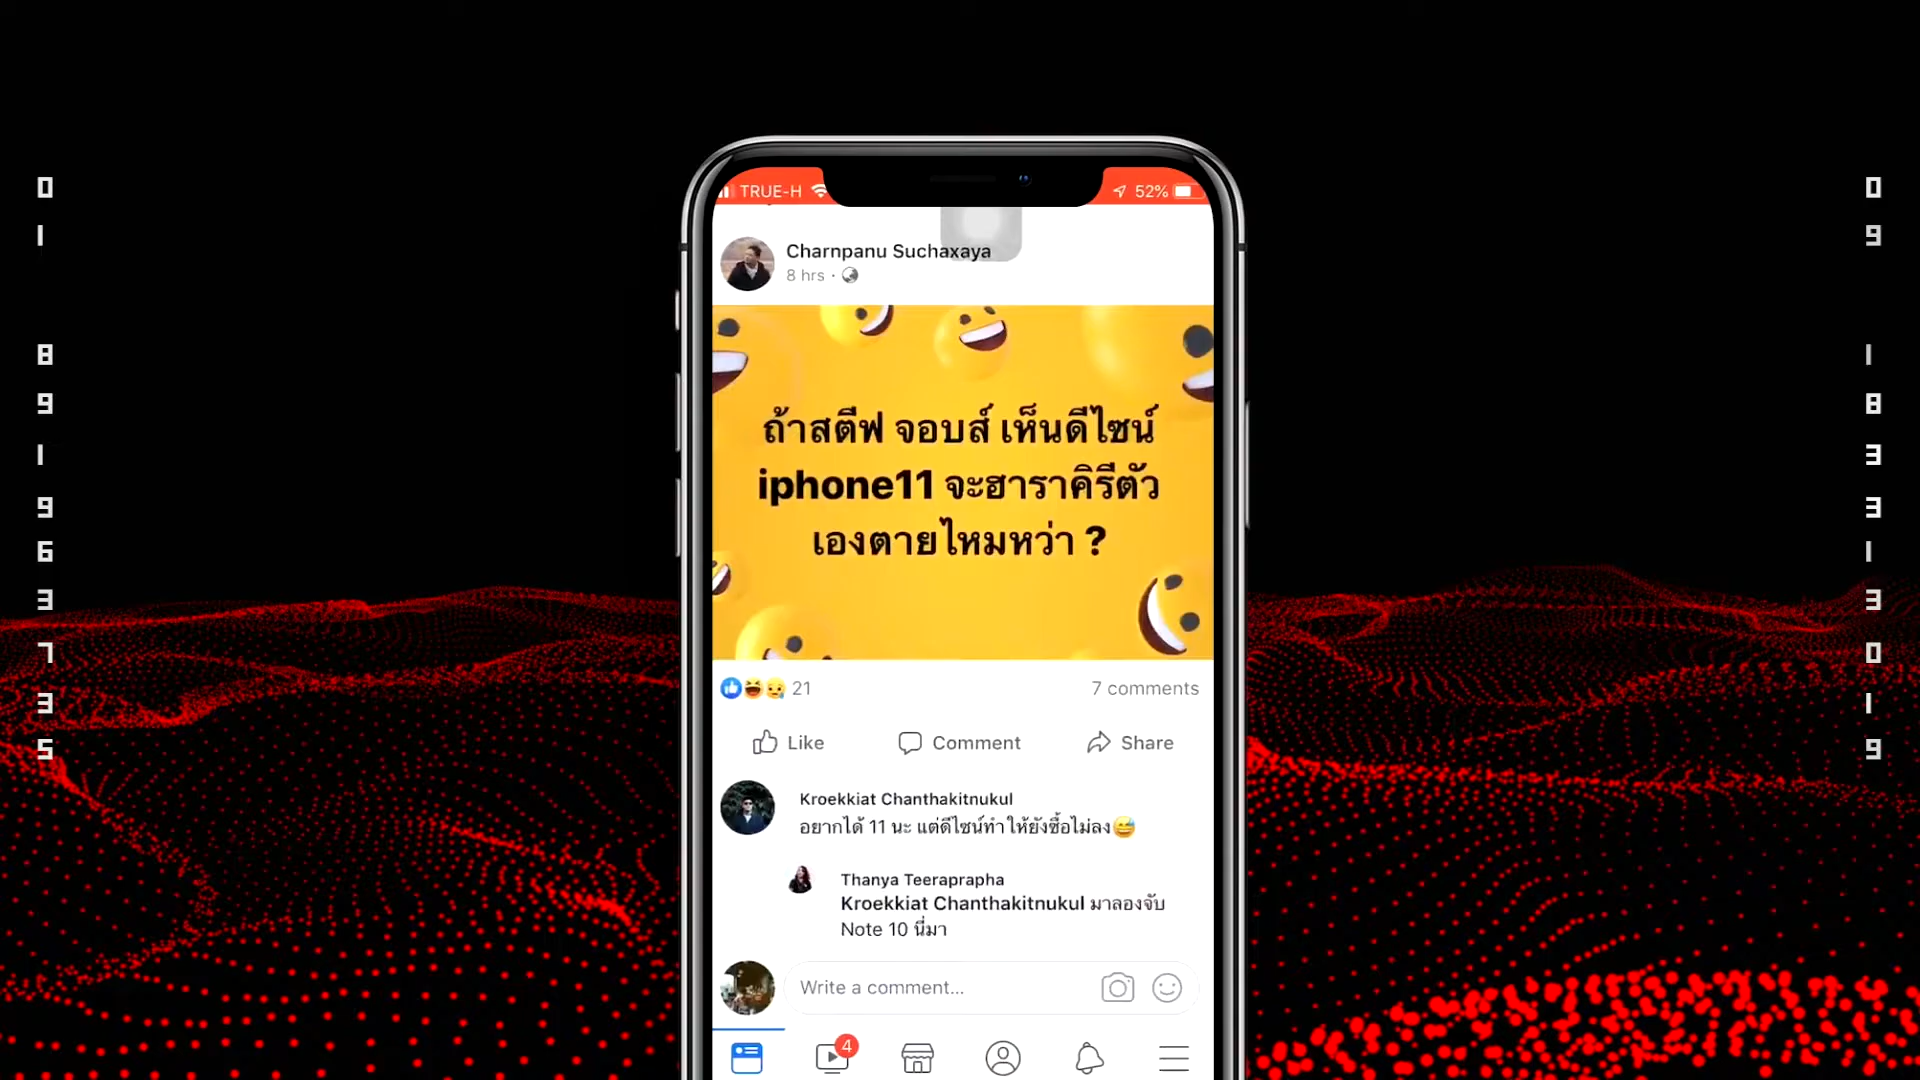 TRUE-H
52%
Charnpanu Suchaxaya
8 hrs ·
ถ้าสตีฟ จอบส์ เห็นดีไซน์
iphone11 จะฮาราคิรีตัว
เองตายไหมหว่า ?
21
7 comments
Like
Comment
Share
Kroekkiat Chanthakitnukul
อยากได้ 11 นะ แต่ดีไซน์ทำให้ยังซื้อไม่ลง😅
Thanya Teeraprapha
Kroekkiat Chanthakitnukul มาลองจับ
Note 10 นี่มา
Write a comment...
4
0
1
8
9
1
9
6
3
7
3
5
0
9
1
8
3
3
1
3
0
1
9